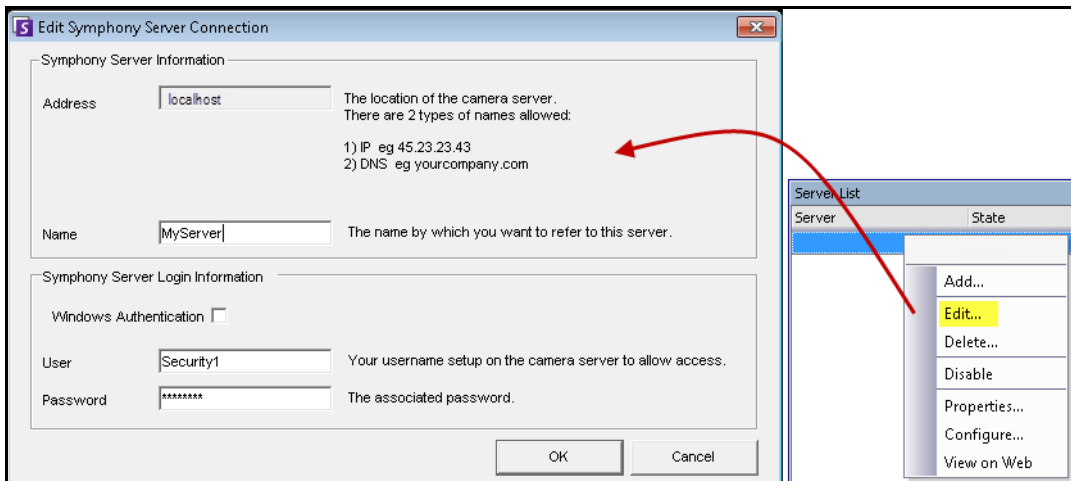 Edit Symphony Server Connection
Symphony Server Information
Address
localhost
The location of the camera server.
There are 2 types of names allowed:
1) IP eg 45.23.23.43
2) DNS eg yourcompany.com
Name
MyServer
The name by which you want to refer to this server.
Symphony Server Login Information
Windows Authentication
User
Security1
Your username setup on the camera server to allow access.
Password
********
The associated password.
OK
Cancel
Server List
Server
State
Add...
Edit...
Delete...
Disable
Properties...
Configure...
View on Web